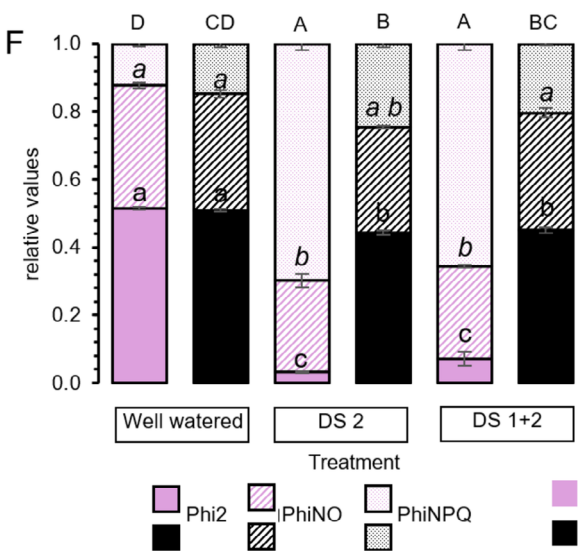 F
D CD A B A BC
1.0
0.8
0.6
0.4
0.2
0.0
relative values
a a a b a
a a b b b
b b
c c
Well watered DS 2 DS 1+2
Treatment
Phi2 PhiNO PhiNPQ